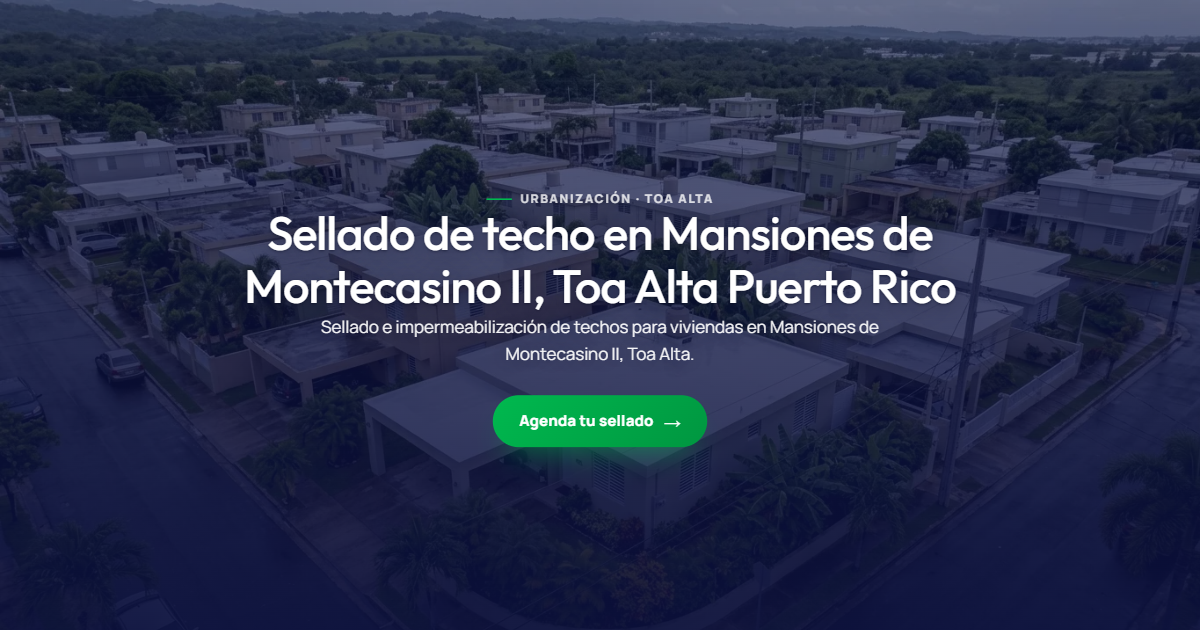 URBANIZACIÓN · TOA ALTA
Sellado de techo en Mansiones de
Montecasino II, Toa Alta Puerto Rico
Sellado e impermeabilización de techos para viviendas en Mansiones de
Montecasino II, Toa Alta.
Agenda tu sellado →